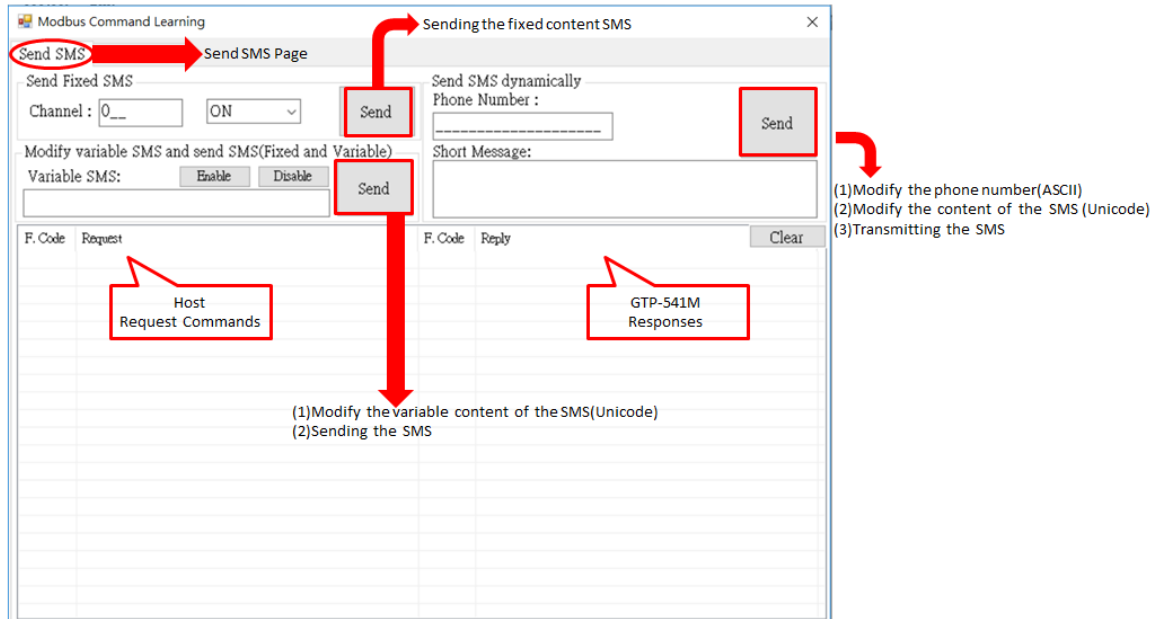 Modbus Command Learning
Sending the fixed content SMS
Send SMS
Send SMS Page
Send Fixed SMS
Channel : 0__
ON
Send
Send SMS dynamically
Phone Number :
____________________
Send
Modify variable SMS and send SMS(Fixed and Variable)
Variable SMS:
Enable
Disable
Send
Short Message:
(1)Modify the phone number(ASCII)
(2)Modify the content of the SMS (Unicode)
(3)Transmitting the SMS
F. Code
Request
F. Code
Reply
Clear
Host
Request Commands
GTP-541M
Responses
(1)Modify the variable content of the SMS(Unicode)
(2)Sending the SMS